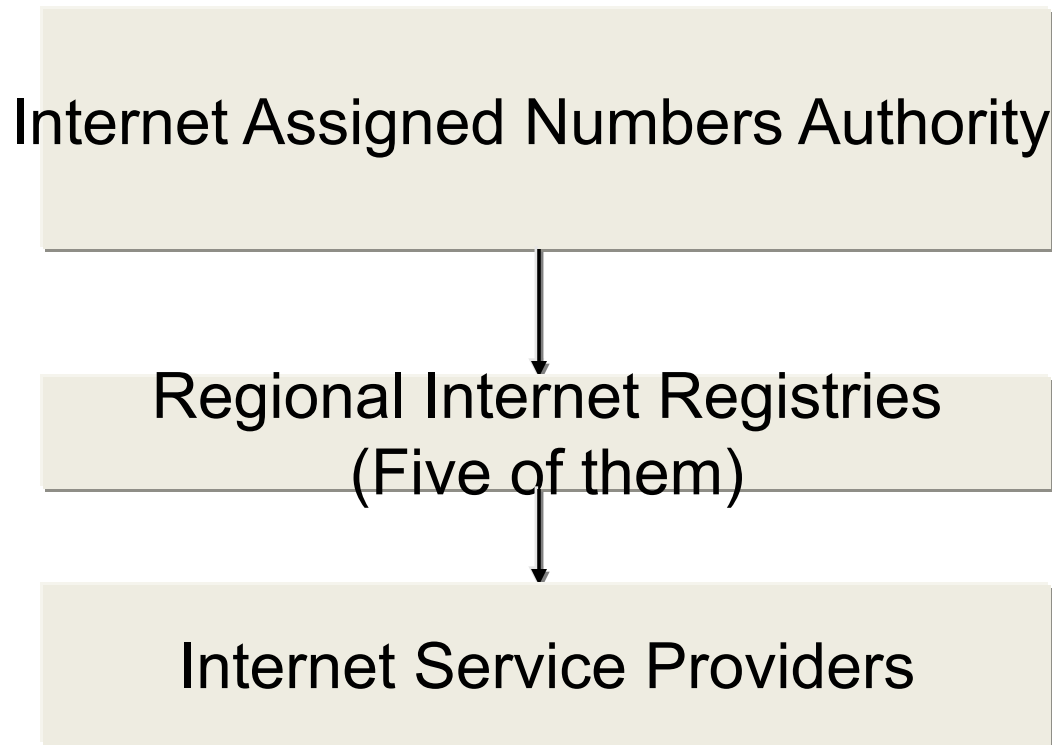 Internet Assigned Numbers Authority
Regional Internet Registries
(Five of them)
Internet Service Providers